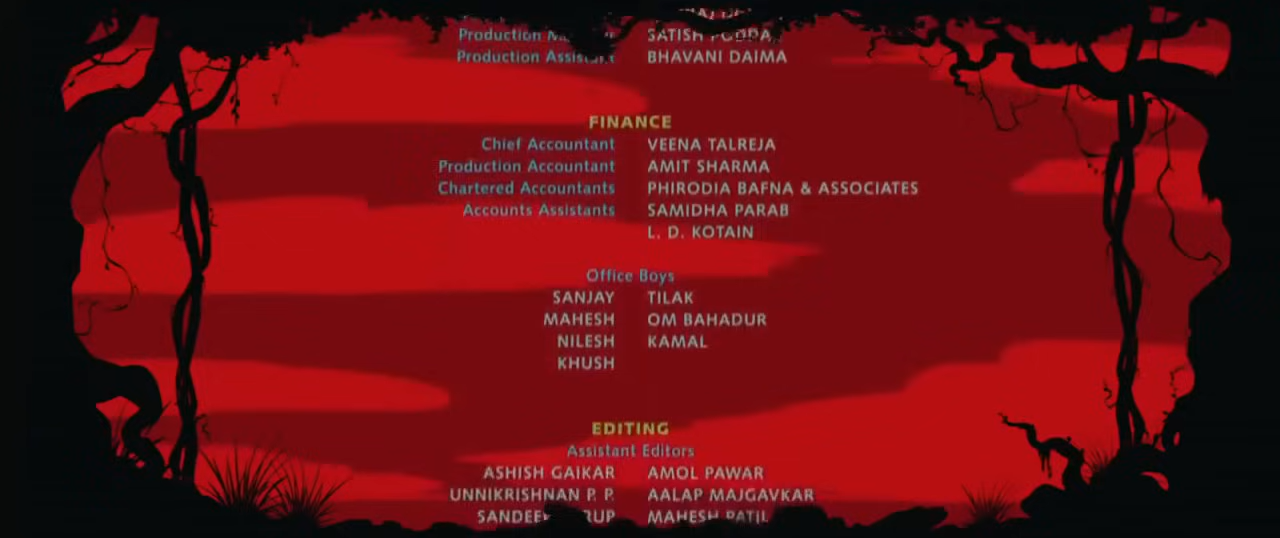 Production
Production Assistant BHAVANI DAIMA
FINANCE
Chief Accountant VEENA TALREJA
Production Accountant AMIT SHARMA
Chartered Accountants PHIRODIA BAFNA & ASSOCIATES
Accounts Assistants SAMIDHA PARAB
L. D. KOTAIN
Office Boys
SANJAY TILAK
MAHESH OM BAHADUR
NILESH KAMAL
KHUSH
EDITING
Assistant Editors
ASHISH GAIKAR AMOL PAWAR
UNNIKRISHNAN P. P. AALAP MAJGAVKAR
MAHESH PATIL